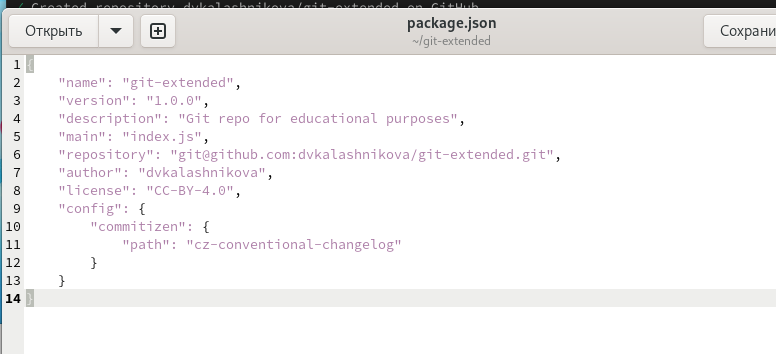 ✓ Created repository dvkalashnikova/git-extended on GitHub
Открыть
package.json
~/git-extended
Сохрани
1 {
2     "name": "git-extended",
3     "version": "1.0.0",
4     "description": "Git repo for educational purposes",
5     "main": "index.js",
6     "repository": "git@github.com:dvkalashnikova/git-extended.git",
7     "author": "dvkalashnikova",
8     "license": "CC-BY-4.0",
9     "config": {
10         "commitizen": {
11             "path": "cz-conventional-changelog"
12         }
13     }
14 }